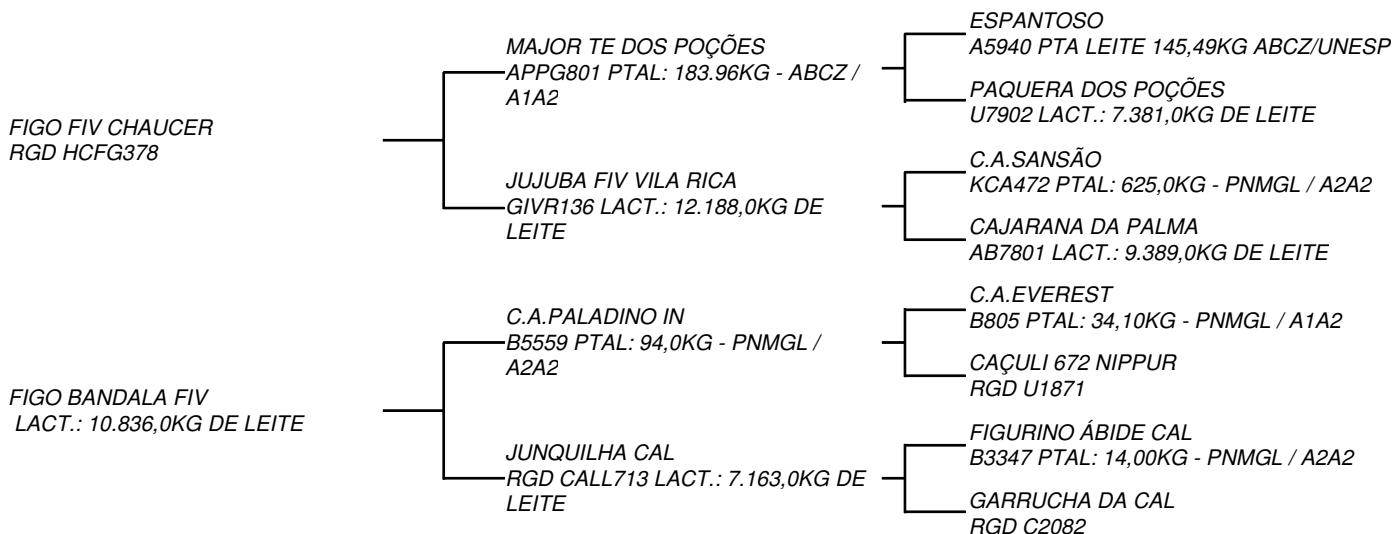 FIGO FIV CHAUCER
RGD HCFG378
MAJOR TE DOS POÇÕES
APPG801 PTAL: 183.96KG - ABCZ /
A1A2
ESPANTOSO
A5940 PTA LEITE 145,49KG ABCZ/UNESP
PAQUERA DOS POÇÕES
U7902 LACT.: 7.381,0KG DE LEITE
JUJUBA FIV VILA RICA
GIVR136 LACT.: 12.188,0KG DE
LEITE
C.A.SANSÃO
KCA472 PTAL: 625,0KG - PNMGL / A2A2
CAJARANA DA PALMA
AB7801 LACT.: 9.389,0KG DE LEITE
FIGO BANDALA FIV
LACT.: 10.836,0KG DE LEITE
C.A.PALADINO IN
B5559 PTAL: 94,0KG - PNMGL /
A2A2
C.A.EVEREST
B805 PTAL: 34,10KG - PNMGL / A1A2
CAÇULI 672 NIPPUR
RGD U1871
JUNQUILHA CAL
RGD CALL713 LACT.: 7.163,0KG DE
LEITE
FIGURINO ÁBIDE CAL
B3347 PTAL: 14,00KG - PNMGL / A2A2
GARRUCHA DA CAL
RGD C2082